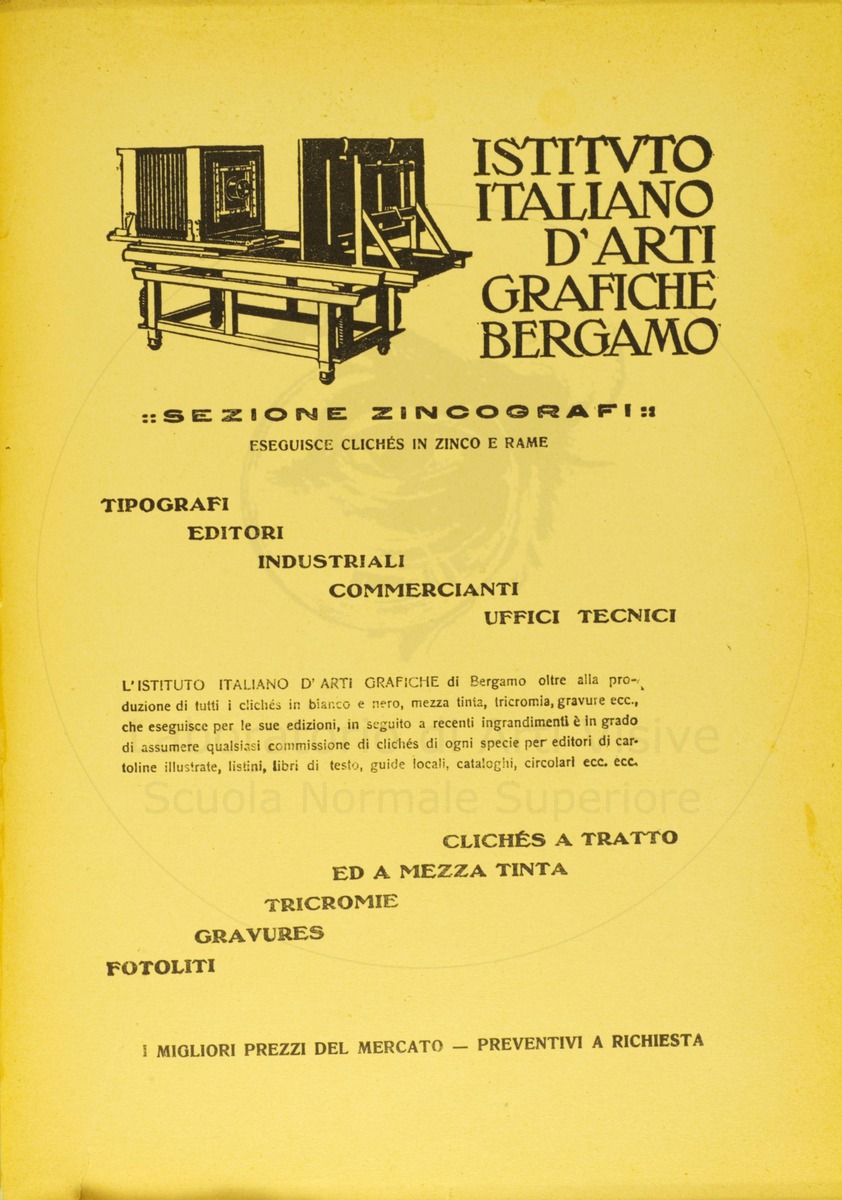 ISTITVTO
ITALIANO
D'ARTI
GRAFICHE
BERGAMO
::SEZIONE ZINCOGRAFI::
ESEGUISCE CLICHÉS IN ZINCO E RAME
TIPOGRAFI
EDITORI
INDUSTRIALI
COMMERCIANTI
UFFICI TECNICI
L'ISTITUTO ITALIANO D'ARTI GRAFICHE di Bergamo oltre alla pro-
duzione di tutti i clichés in bianco e nero, mezza tinta, tricromia, gravure ecc.,
che eseguisce per le sue edizioni, in seguito a recenti ingrandimenti è in grado
di assumere qualsiasi commissione di clichés di ogni specie per editori di car-
toline illustrate, listini, libri di testo, guide locali, cataloghi, circolari ecc. ecc.
Scuola Normale Superiore
CLICHÉS A TRATTO
ED A MEZZA TINTA
TRICROMIE
GRAVURES
FOTOLITI
I MIGLIORI PREZZI DEL MERCATO — PREVENTIVI A RICHIESTA